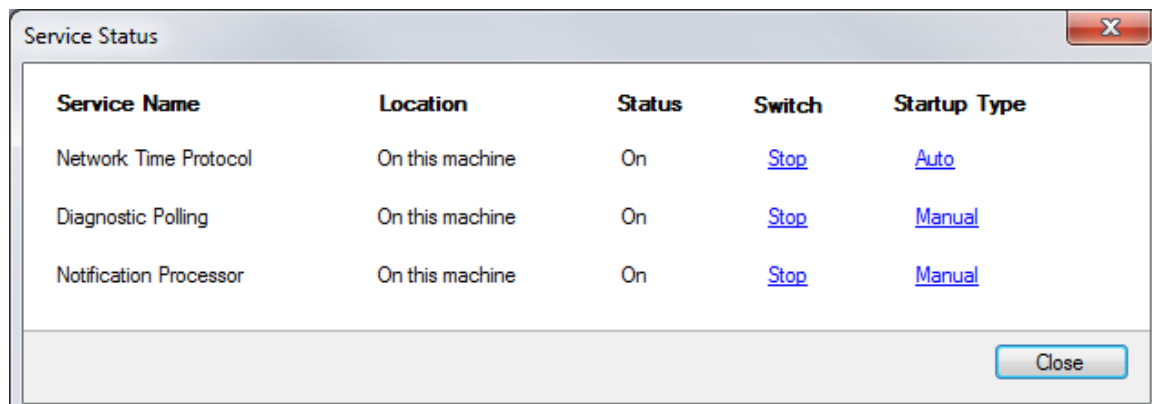 Service Status
Service Name Location Status Switch Startup Type
Network Time Protocol On this machine On Stop Auto
Diagnostic Polling On this machine On Stop Manual
Notification Processor On this machine On Stop Manual
Close